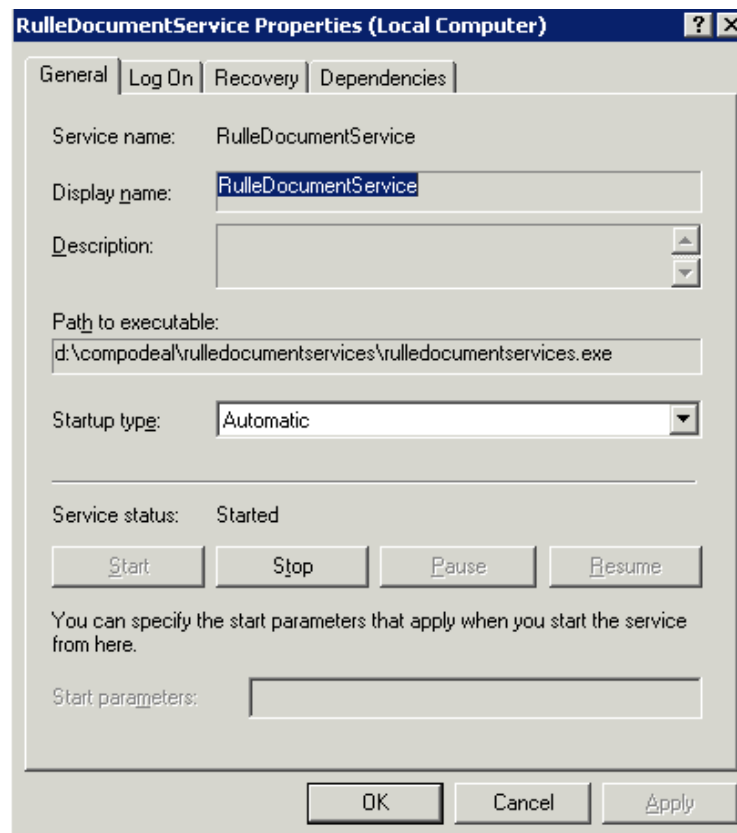 RulleDocumentService Properties (Local Computer)
General Log On Recovery Dependencies
Service name: RulleDocumentService
Display name: RulleDocumentService
Description:
Path to executable:
d:\compodeal\rulledocumentservices\rulledocumentservices.exe
Startup type: Automatic
Service status: Started
Start Stop Pause Resume
You can specify the start parameters that apply when you start the service
from here.
Start parameters:
OK Cancel Apply